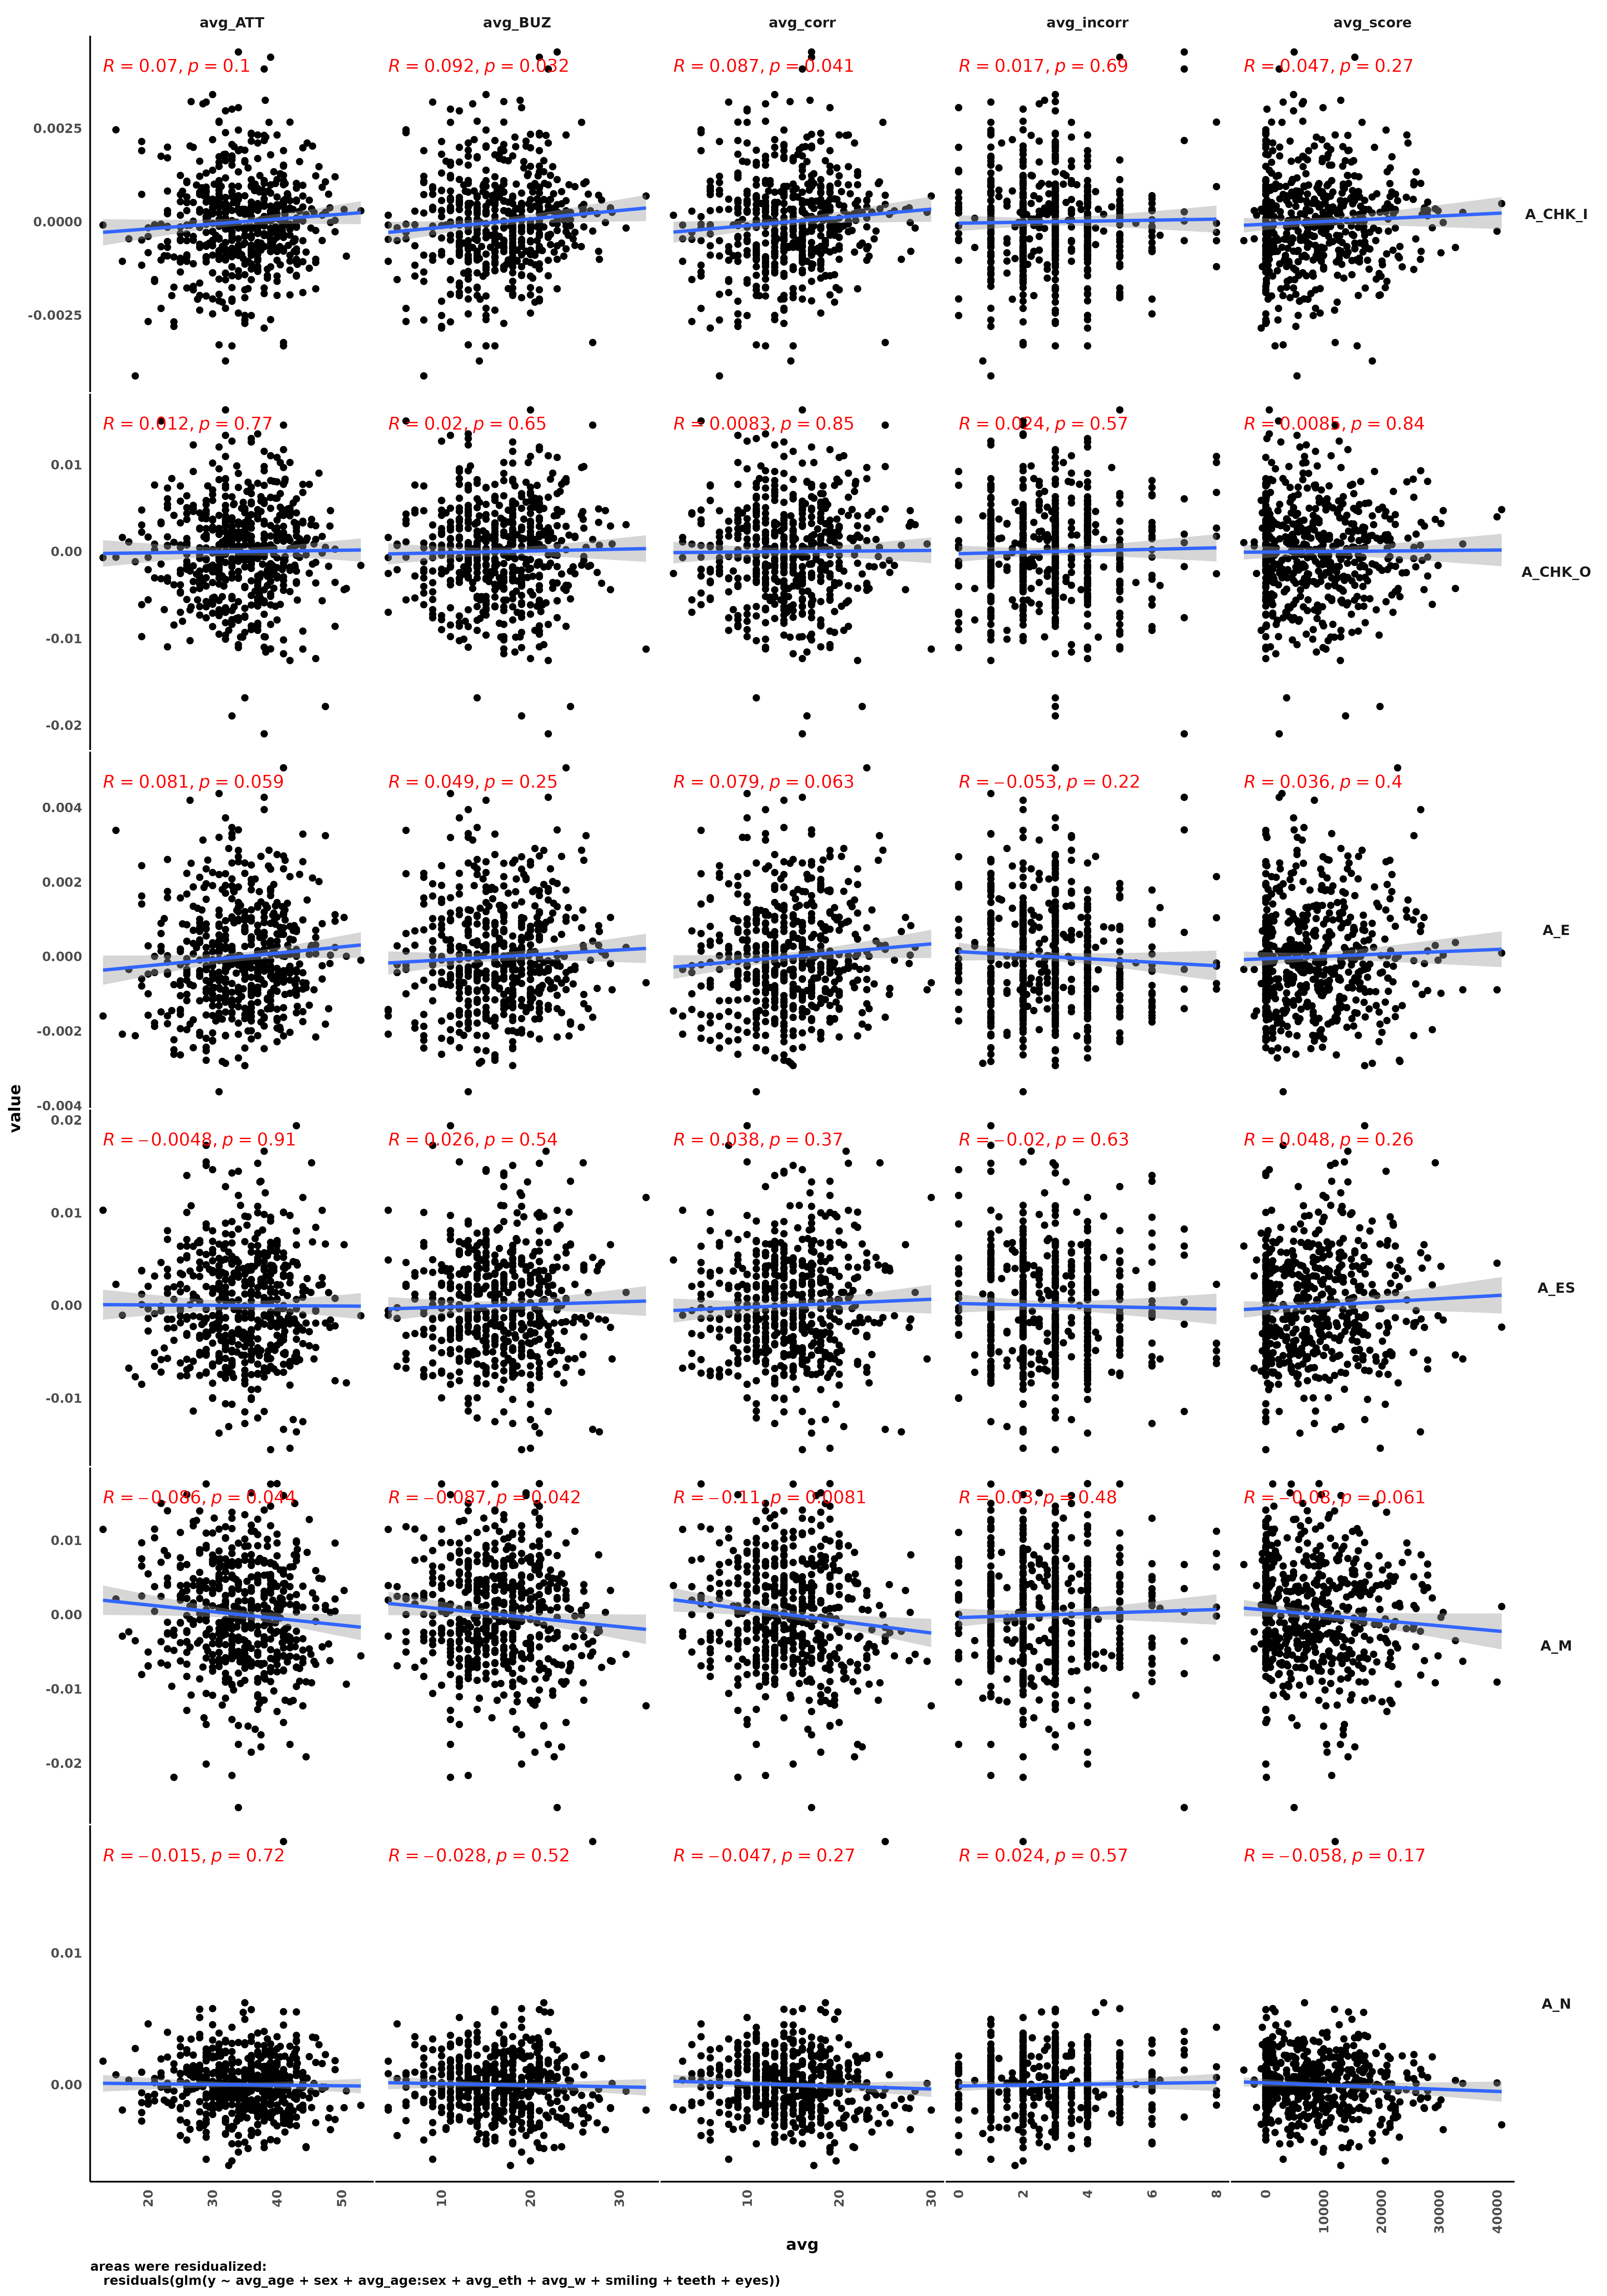 avg_ATT avg_BUZ avg_corr avg_incorr avg_score
R = 0.07, p = 0.1 R = 0.092, p = 0.032 R = 0.087, p = 0.041 R = 0.017, p = 0.69 R = 0.047, p = 0.27
0.0025
0.0000
-0.0025
A_CHK_I
R = 0.012, p = 0.77 R = 0.02, p = 0.65 R = 0.0083, p = 0.85 R = 0.024, p = 0.57 R = 0.0085, p = 0.84
0.01
0.00
-0.01
-0.02
A_CHK_O
R = 0.081, p = 0.059 R = 0.049, p = 0.25 R = 0.079, p = 0.063 R = −0.053, p = 0.22 R = 0.036, p = 0.4
0.004
0.002
0.000
-0.002
-0.004
A_E
value
R = −0.0048, p = 0.91 R = 0.026, p = 0.54 R = 0.038, p = 0.37 R = −0.02, p = 0.63 R = 0.048, p = 0.26
0.02
0.01
0.00
-0.01
A_ES
R = −0.086, p = 0.044 R = −0.087, p = 0.042 R = −0.11, p = 0.0081 R = 0.03, p = 0.48 R = −0.08, p = 0.061
0.01
0.00
-0.01
-0.02
A_M
R = −0.015, p = 0.72 R = −0.028, p = 0.52 R = −0.047, p = 0.27 R = 0.024, p = 0.57 R = −0.058, p = 0.17
0.01
0.00
A_N
20 30 40 50 10 20 30 10 20 30 0 2 4 6 8 0 10000 20000 30000 40000
avg
areas were residualized:
residuals(glm(y ~ avg_age + sex + avg_age:sex + avg_eth + avg_w + smiling + teeth + eyes))